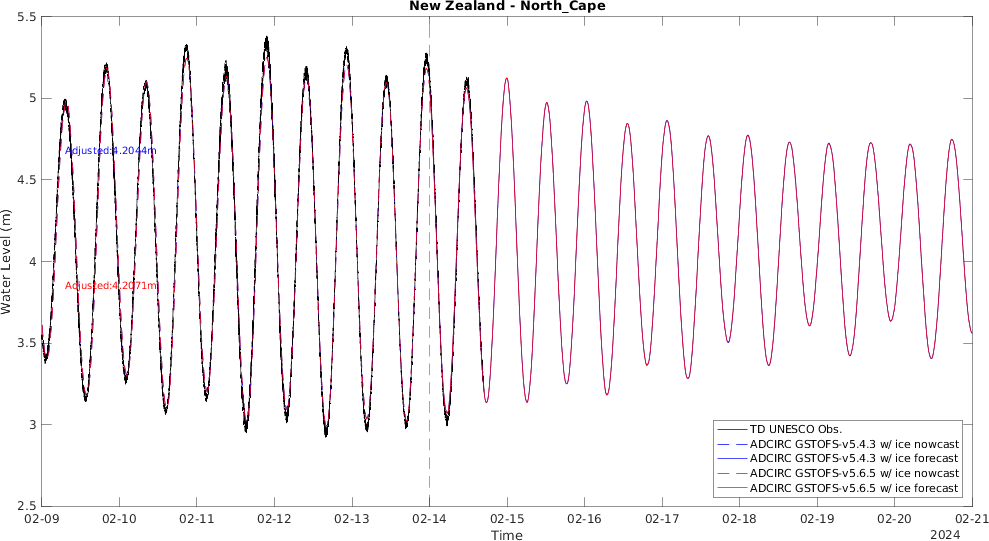 New Zealand - North_Cape
5.5
5
4.5
4
3.5
3
2.5
Water Level (m)
Adjusted:4.2044m
Adjusted:4.2071m
TD UNESCO Obs.
ADCIRC GSTOFS-v5.4.3 w/ ice nowcast
ADCIRC GSTOFS-v5.4.3 w/ ice forecast
ADCIRC GSTOFS-v5.6.5 w/ ice nowcast
ADCIRC GSTOFS-v5.6.5 w/ ice forecast
02-09 02-10 02-11 02-12 02-13 02-14 02-15 02-16 02-17 02-18 02-19 02-20 02-21
Time
2024